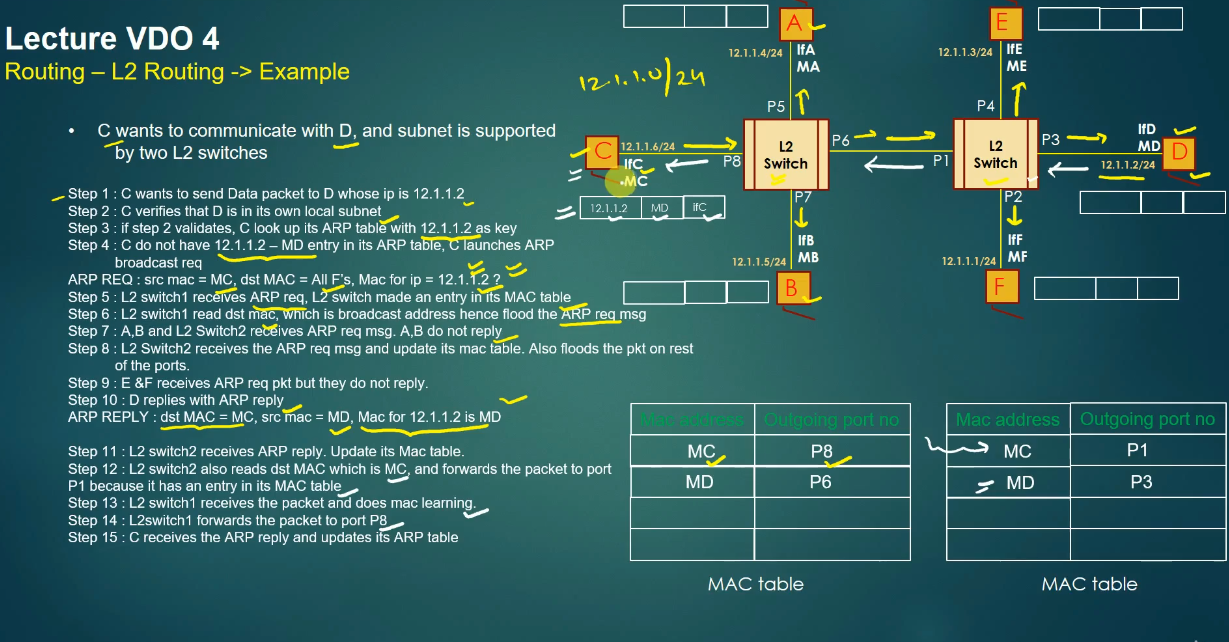 Lecture VDO 4
Routing – L2 Routing -> Example
12.1.1.0/24
• C wants to communicate with D, and subnet is supported
by two L2 switches
Step 1 : C wants to send Data packet to D whose ip is 12.1.1.2
Step 2 : C verifies that D is in its own local subnet
Step 3 : if step 2 validates, C look up its ARP table with 12.1.1.2 as key
Step 4 : C do not have 12.1.1.2 – MD entry in its ARP table, C launches ARP
broadcast req
ARP REQ : src mac = MC, dst MAC = All F's, Mac for ip = 12.1.1.2 ?
Step 5 : L2 switch1 receives ARP req, L2 switch made an entry in its MAC table
Step 6 : L2 switch1 read dst mac, which is broadcast address hence flood the ARP req msg
Step 7 : A,B and L2 Switch2 receives ARP req msg. A,B do not reply
Step 8 : L2 Switch2 receives the ARP req msg and update its mac table. Also floods the pkt on rest
of the ports.
Step 9 : E &F receives ARP req pkt but they do not reply.
Step 10 : D replies with ARP reply
ARP REPLY : dst MAC = MC, src mac = MD, Mac for 12.1.1.2 is MD
Step 11 : L2 switch2 receives ARP reply. Update its Mac table.
Step 12 : L2 switch2 also reads dst MAC which is MC, and forwards the packet to port
P1 because it has an entry in its MAC table
Step 13 : L2 switch1 receives the packet and does mac learning.
Step 14 : L2switch1 forwards the packet to port P8
Step 15 : C receives the ARP reply and updates its ARP table
A
12.1.1.4/24
IfA
MA
P5
E
12.1.1.3/24
IfE
ME
P4
C
12.1.1.6/24
IfC
MC
P8
L2
Switch
P6
P1
L2
Switch
P3
IfD
MD
12.1.1.2/24
D
12.1.1.2 MD ifC
P7
IfB
MB
12.1.1.5/24
B
P2
IfF
MF
12.1.1.1/24
F
Mac address Outgoing port no
MC P8
MD P6
MAC table
Mac address Outgoing port no
MC P1
MD P3
MAC table